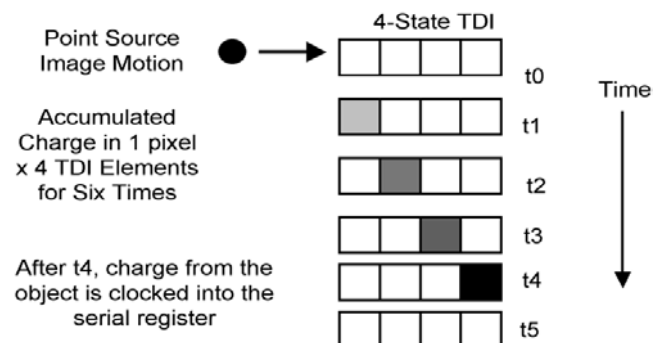 4-State TDI
Point Source
Image Motion
t0
Time
Accumulated
Charge in 1 pixel
x 4 TDI Elements
for Six Times
t1
t2
t3
After t4, charge from the
object is clocked into the
serial register
t4
t5